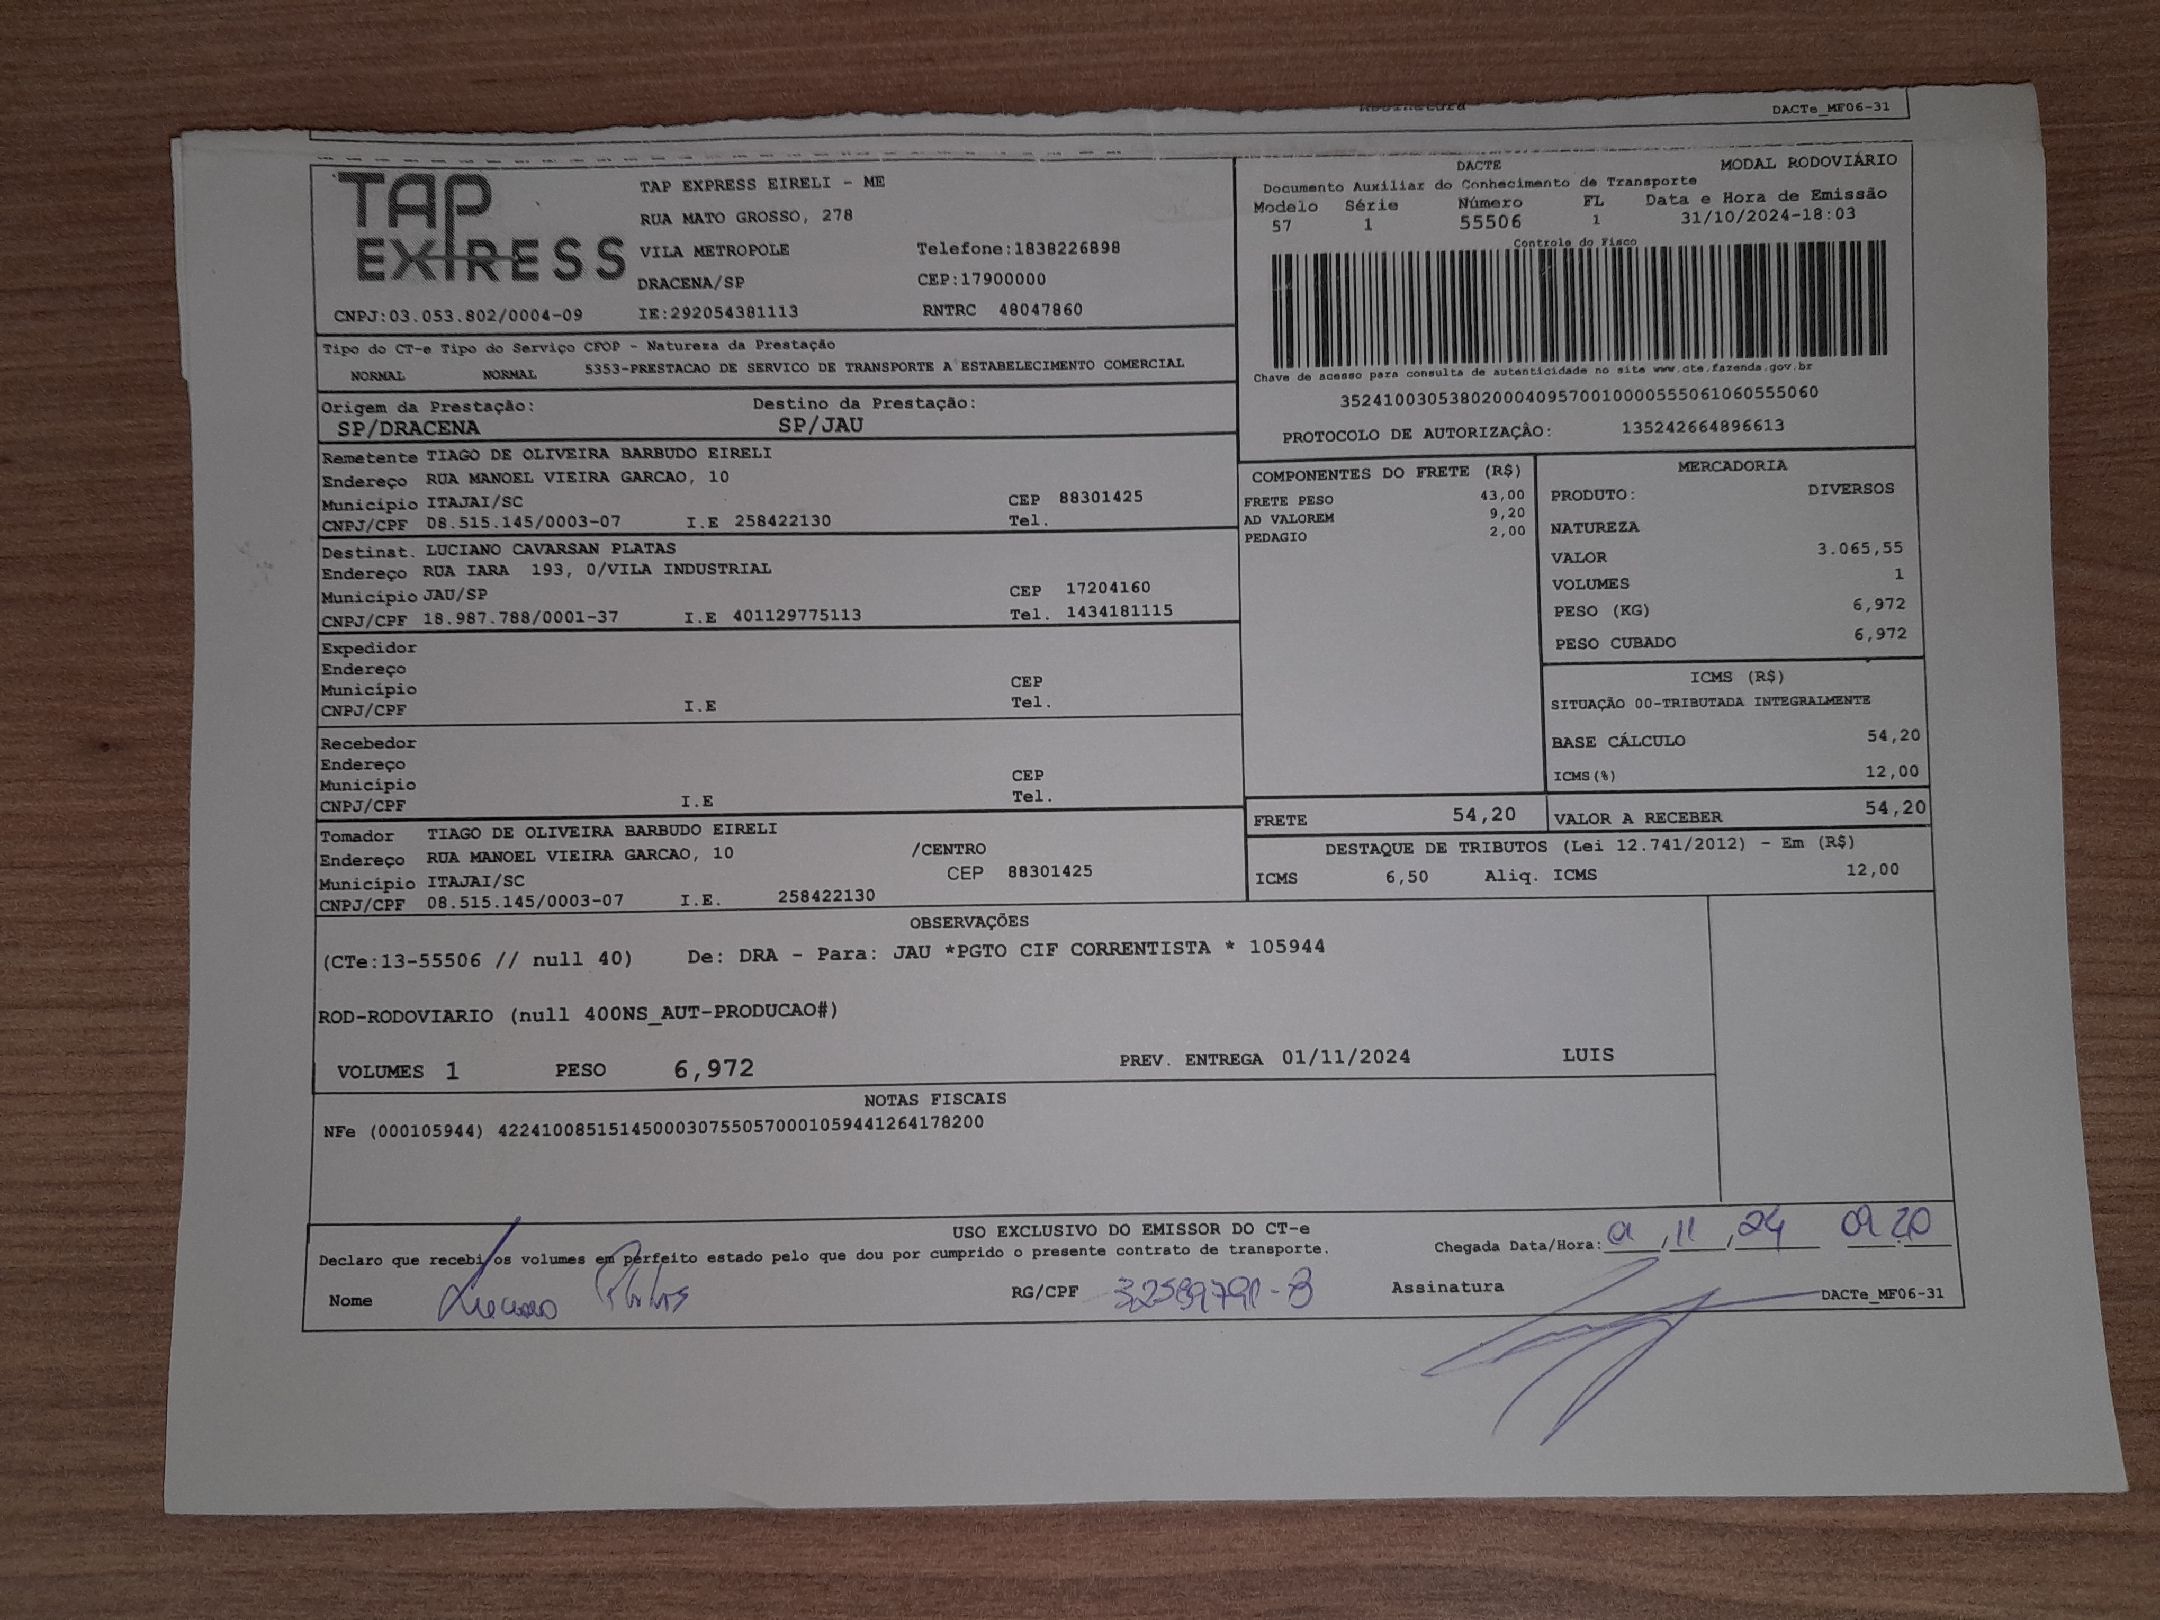 DACTe_MF06-31
TAP EXPRESS
TAP EXPRESS EIRELI - ME
RUA MATO GROSSO, 278
VILA METROPOLE Telefone:1838226898
DRACENA/SP CEP:17900000
CNPJ:03.053.802/0004-09 IE:292054381113 RNTRC 48047860
DACTE MODAL RODOVIÁRIO
Documento Auxiliar do Conhecimento de Transporte
Modelo Série Número FL Data e Hora de Emissão
57 1 55506 1 31/10/2024-18:03
Controle do Fisco
Chave de acesso para consulta de autenticidade no site www.cte.fazenda.gov.br
35241003053802000409570010000555061060555060
PROTOCOLO DE AUTORIZAÇÂO: 135242664896613
Tipo do CT-e Tipo do Serviço CFOP - Natureza da Prestação
NORMAL NORMAL 5353-PRESTACAO DE SERVICO DE TRANSPORTE A ESTABELECIMENTO COMERCIAL
Origem da Prestação: Destino da Prestação:
SP/DRACENA SP/JAU
Remetente TIAGO DE OLIVEIRA BARBUDO EIRELI
Endereço RUA MANOEL VIEIRA GARCAO, 10
Município ITAJAI/SC CEP 88301425
CNPJ/CPF 08.515.145/0003-07 I.E 258422130 Tel.
Destinat. LUCIANO CAVARSAN PLATAS
Endereço RUA IARA 193, 0/VILA INDUSTRIAL
Município JAU/SP CEP 17204160
CNPJ/CPF 18.987.788/0001-37 I.E 401129775113 Tel. 1434181115
Expedidor
Endereço
Município CEP
CNPJ/CPF I.E Tel.
Recebedor
Endereço
Município CEP
CNPJ/CPF I.E Tel.
Tomador TIAGO DE OLIVEIRA BARBUDO EIRELI
Endereço RUA MANOEL VIEIRA GARCAO, 10 /CENTRO
Município ITAJAI/SC CEP 88301425
CNPJ/CPF 08.515.145/0003-07 I.E. 258422130
COMPONENTES DO FRETE (R$)
FRETE PESO 43,00
AD VALOREM 9,20
PEDAGIO 2,00
MERCADORIA
PRODUTO: DIVERSOS
NATUREZA
VALOR 3.065,55
VOLUMES 1
PESO (KG) 6,972
PESO CUBADO 6,972
ICMS (R$)
SITUAÇÃO 00-TRIBUTADA INTEGRALMENTE
BASE CÁLCULO 54,20
ICMS(%) 12,00
FRETE 54,20 VALOR A RECEBER 54,20
DESTAQUE DE TRIBUTOS (Lei 12.741/2012) - Em (R$)
ICMS 6,50 Aliq. ICMS 12,00
OBSERVAÇÕES
(CTe:13-55506 // null 40) De: DRA - Para: JAU *PGTO CIF CORRENTISTA * 105944
ROD-RODOVIARIO (null 400NS_AUT-PRODUCAO#)
VOLUMES 1 PESO 6,972 PREV. ENTREGA 01/11/2024 LUIS
NOTAS FISCAIS
NFe (000105944) 42241008515145000307550570001059441264178200
USO EXCLUSIVO DO EMISSOR DO CT-e
Declaro que recebi os volumes em perfeito estado pelo que dou por cumprido o presente contrato de transporte. Chegada Data/Hora: 01,11,24 09 20
Nome Luciano Platas RG/CPF Assinatura DACTe_MF06-31